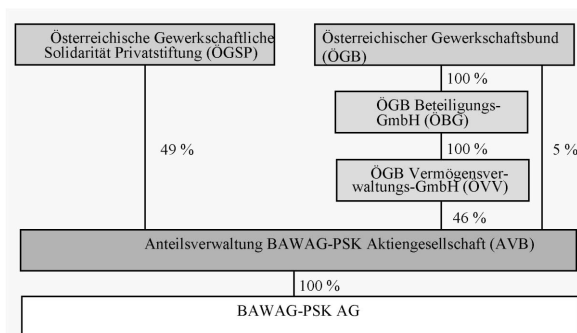 Österreichische Gewerkschaftliche
Solidarität Privatstiftung (ÖGSP)
Österreichischer Gewerkschaftsbund
(ÖGB)
100 %
ÖGB Beteiligungs-
GmbH (ÖBG)
49 %
100 %
5 %
ÖGB Vermögensver-
waltungs-GmbH (ÖVV)
46 %
Anteilsverwaltung BAWAG-PSK Aktiengesellschaft (AVB)
100 %
BAWAG-PSK AG